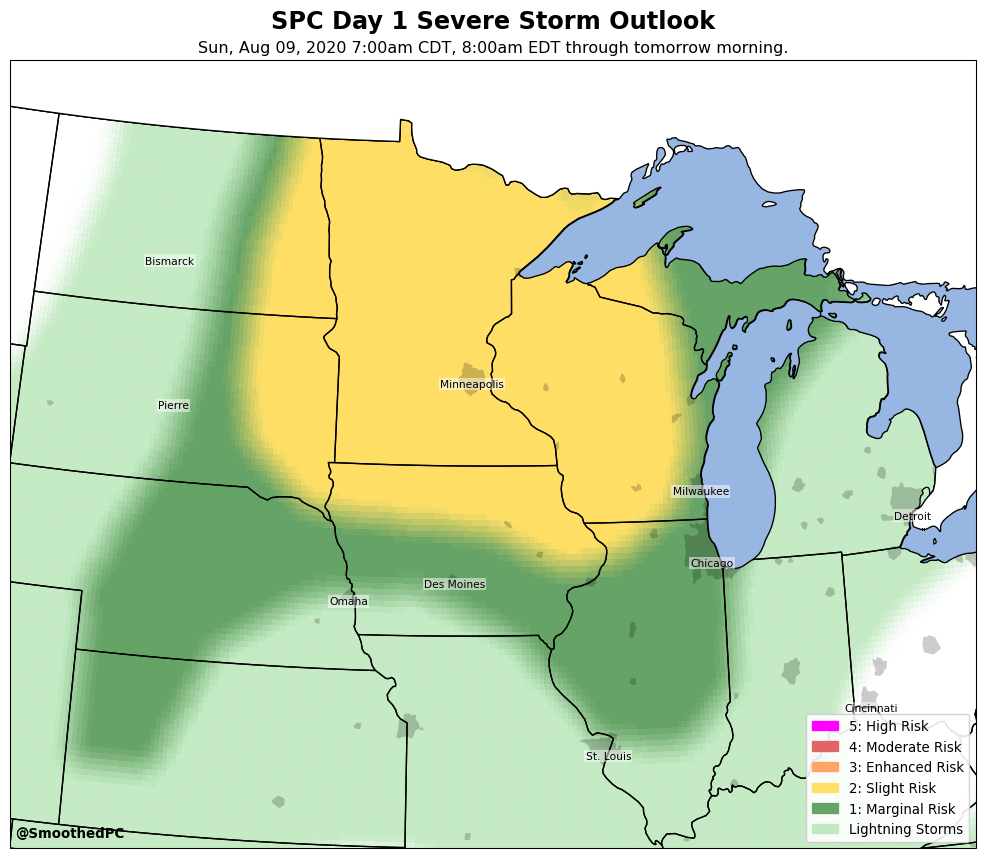 SPC Day 1 Severe Storm Outlook
Sun, Aug 09, 2020 7:00am CDT, 8:00am EDT through tomorrow morning.
Bismarck
Minneapolis
Pierre
Milwaukee
Detroit
Chicago
Des Moines
Omaha
Cincinnati
St. Louis
5: High Risk
4: Moderate Risk
3: Enhanced Risk
2: Slight Risk
1: Marginal Risk
Lightning Storms
@SmoothedPC